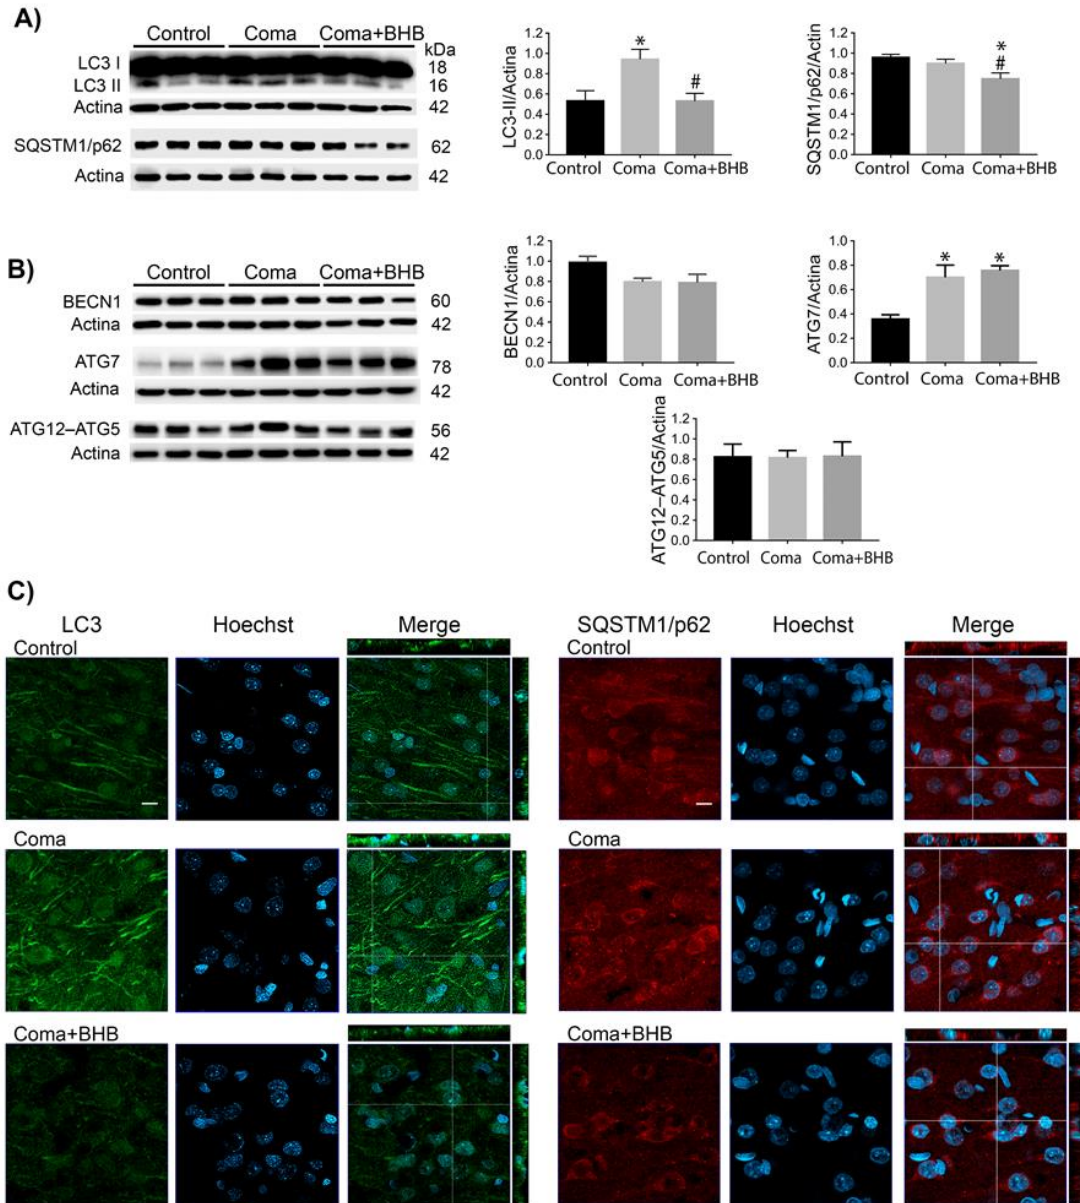 A)
Control Coma Coma+BHB
kDa
LC3 I 18
LC3 II 16
Actina 42
SQSTM1/p62 62
Actina 42
LC3-II/Actina
1.2
1.0
0.8
0.6
0.4
0.2
0.0
*
#
Control Coma Coma+BHB
SQSTM1/p62/Actin
1.2
1.0
0.8
0.6
0.4
0.2
0.0
*
#
Control Coma Coma+BHB
B)
Control Coma Coma+BHB
BECN1 60
Actina 42
ATG7 78
Actina 42
ATG12–ATG5 56
Actina 42
BECN1/Actina
1.2
1.0
0.8
0.6
0.4
0.2
0.0
Control Coma Coma+BHB
ATG7/Actina
1.0
0.8
0.6
0.4
0.2
0.0
* *
Control Coma Coma+BHB
ATG12–ATG5/Actina
1.2
1.0
0.8
0.6
0.4
0.2
0.0
Control Coma Coma+BHB
C)
LC3 Hoechst Merge SQSTM1/p62 Hoechst Merge
Control Control
Coma Coma
Coma+BHB Coma+BHB